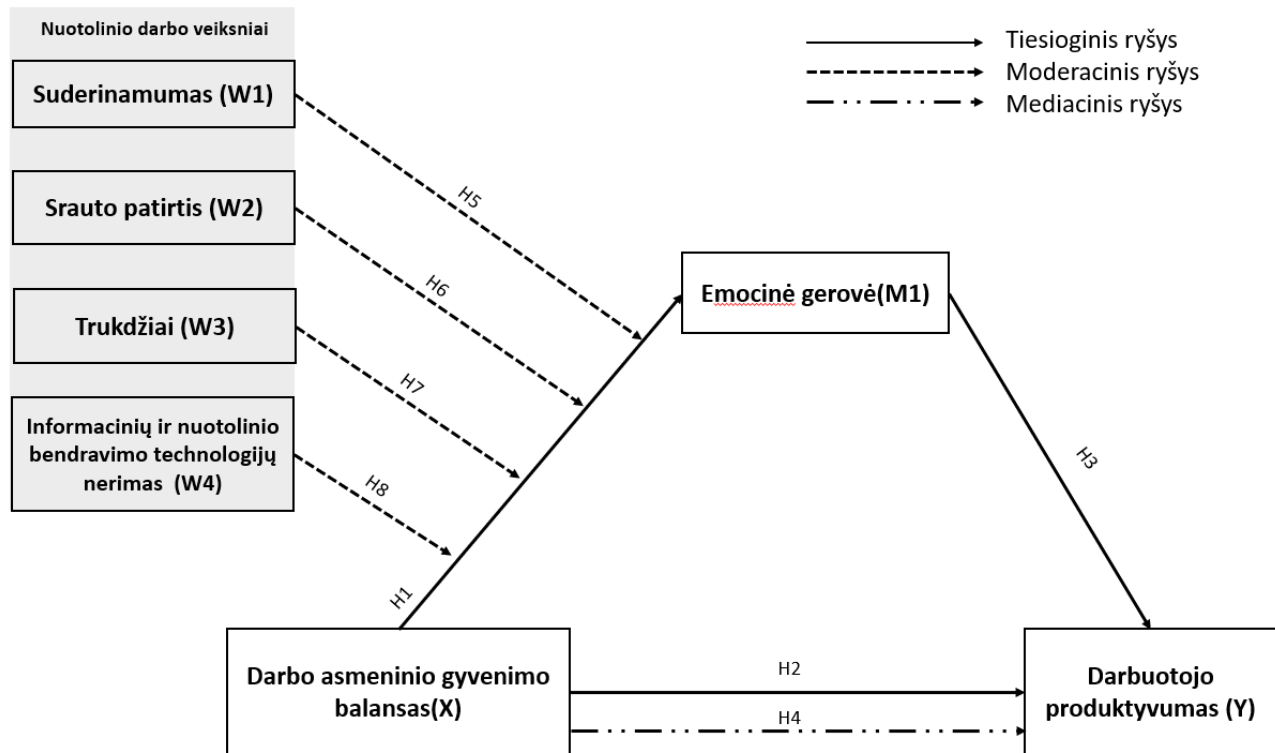 Nuotolinio darbo veiksniai
Suderinamumas (W1)
Srauto patirtis (W2)
Trukdžiai (W3)
Informacinių ir nuotolinio
bendravimo technologijų
nerimas (W4)
Tiesioginis ryšys
Moderacinis ryšys
Mediacinis ryšys
H5
H6
H7
H8
H1
Emocinė gerovė(M1)
H3
Darbo asmeninio gyvenimo
balansas(X)
H2
H4
Darbuotojo
produktyvumas (Y)